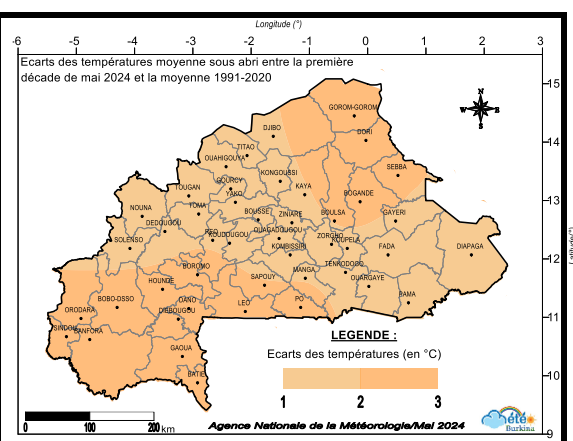 Longitude (°)
-6 -5 -4 -3 -2 -1 0 1 2 3
Ecarts des températures moyenne sous abri entre la première
décade de mai 2024 et la moyenne 1991-2020
15
GOROM-GOROM
N
W E
S
DJIBO
DORI
14
TITAO
OUAHIGOUYA
SEBBA
KONGOUSSI
GOURCY
TOUGAN
KAYA
YAKO
BOGANDE
13
NOUNA
TOMA
BOUSSE
ZINIARE
BOULSA
GAYERI
DEDOUGOU
REO
KOUDOUGOU
OUAGADOUGOU
ZORGHO
KOUPELA
SOLENSO
KOMBISSIRI
FADA
DIAPAGA
Latitude(°)
12
BOROMO
TENKODOGO
HOUNDE
SAPOUY
MANGA
OUARGAYE
BOBO-DSSO
DANO
LEO
PO
PAMA
ORODARA
DIEBOUGOU
11
SINDOU
BANFORA
LEGENDE :
GAOUA
Ecarts des températures (en °C)
BATIE
10
1 2 3
0 100 200 km
Agence Nationale de la Météorologie/Mai 2024
météo
Burkina
9